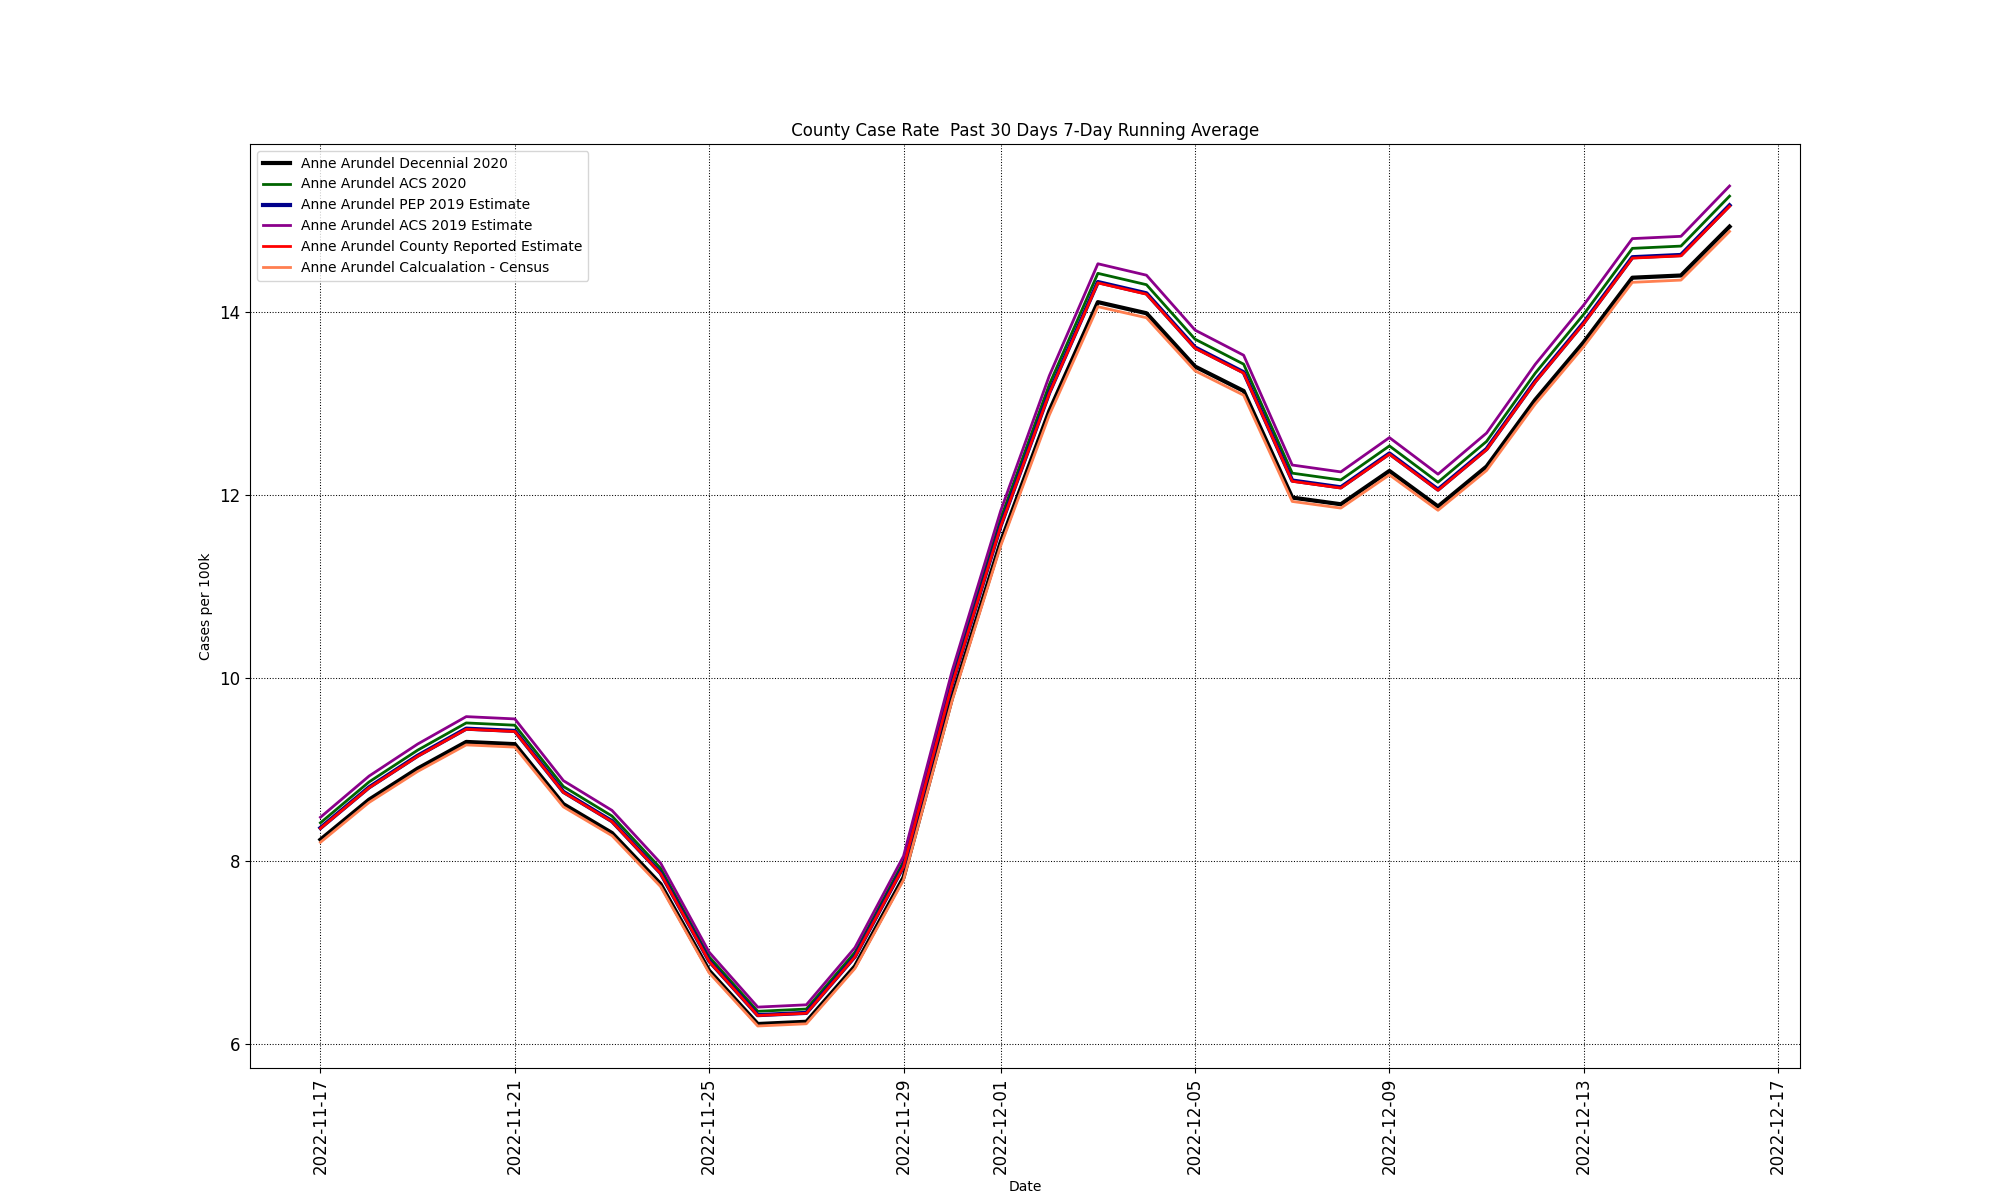 County Case Rate  Past 30 Days 7-Day Running Average
Anne Arundel Decennial 2020
Anne Arundel ACS 2020
Anne Arundel PEP 2019 Estimate
Anne Arundel ACS 2019 Estimate
Anne Arundel County Reported Estimate
Anne Arundel Calcualation - Census
Cases per 100k
14
12
10
8
6
2022-11-17
2022-11-21
2022-11-25
2022-11-29
2022-12-01
2022-12-05
2022-12-09
2022-12-13
2022-12-17
Date